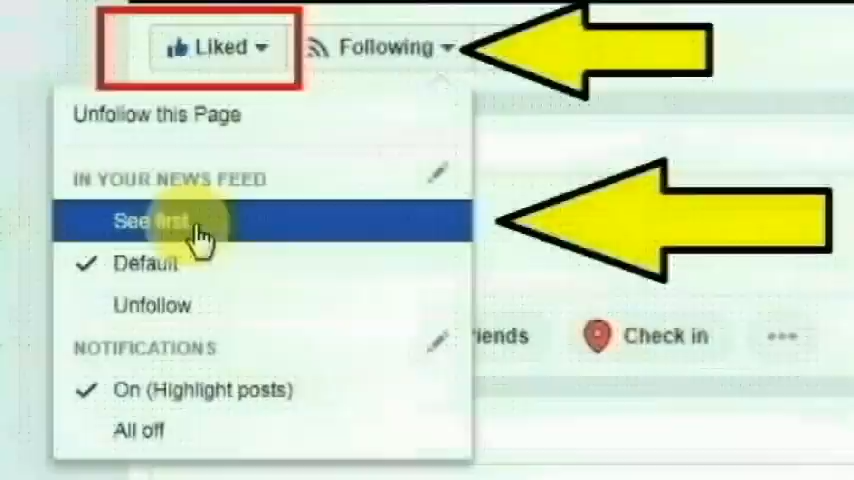 Liked Following
Unfollow this Page
IN YOUR NEWS FEED
See first
Default
Unfollow
riends Check in
NOTIFICATIONS
On (Highlight posts)
All off